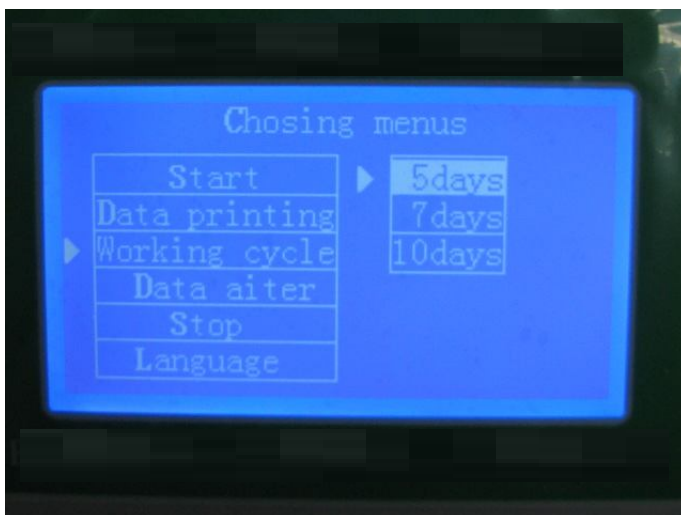 Chosing menus
Start
Data printing
Working cycle
Data aiter
Stop
Language
5days
7days
10days